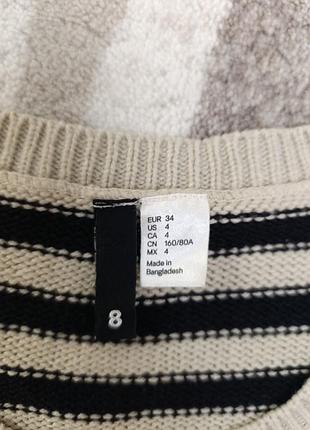 EUR 34
US 4
CA 4
CN 160/80A
MX 4
Made in
Bangladesh
8